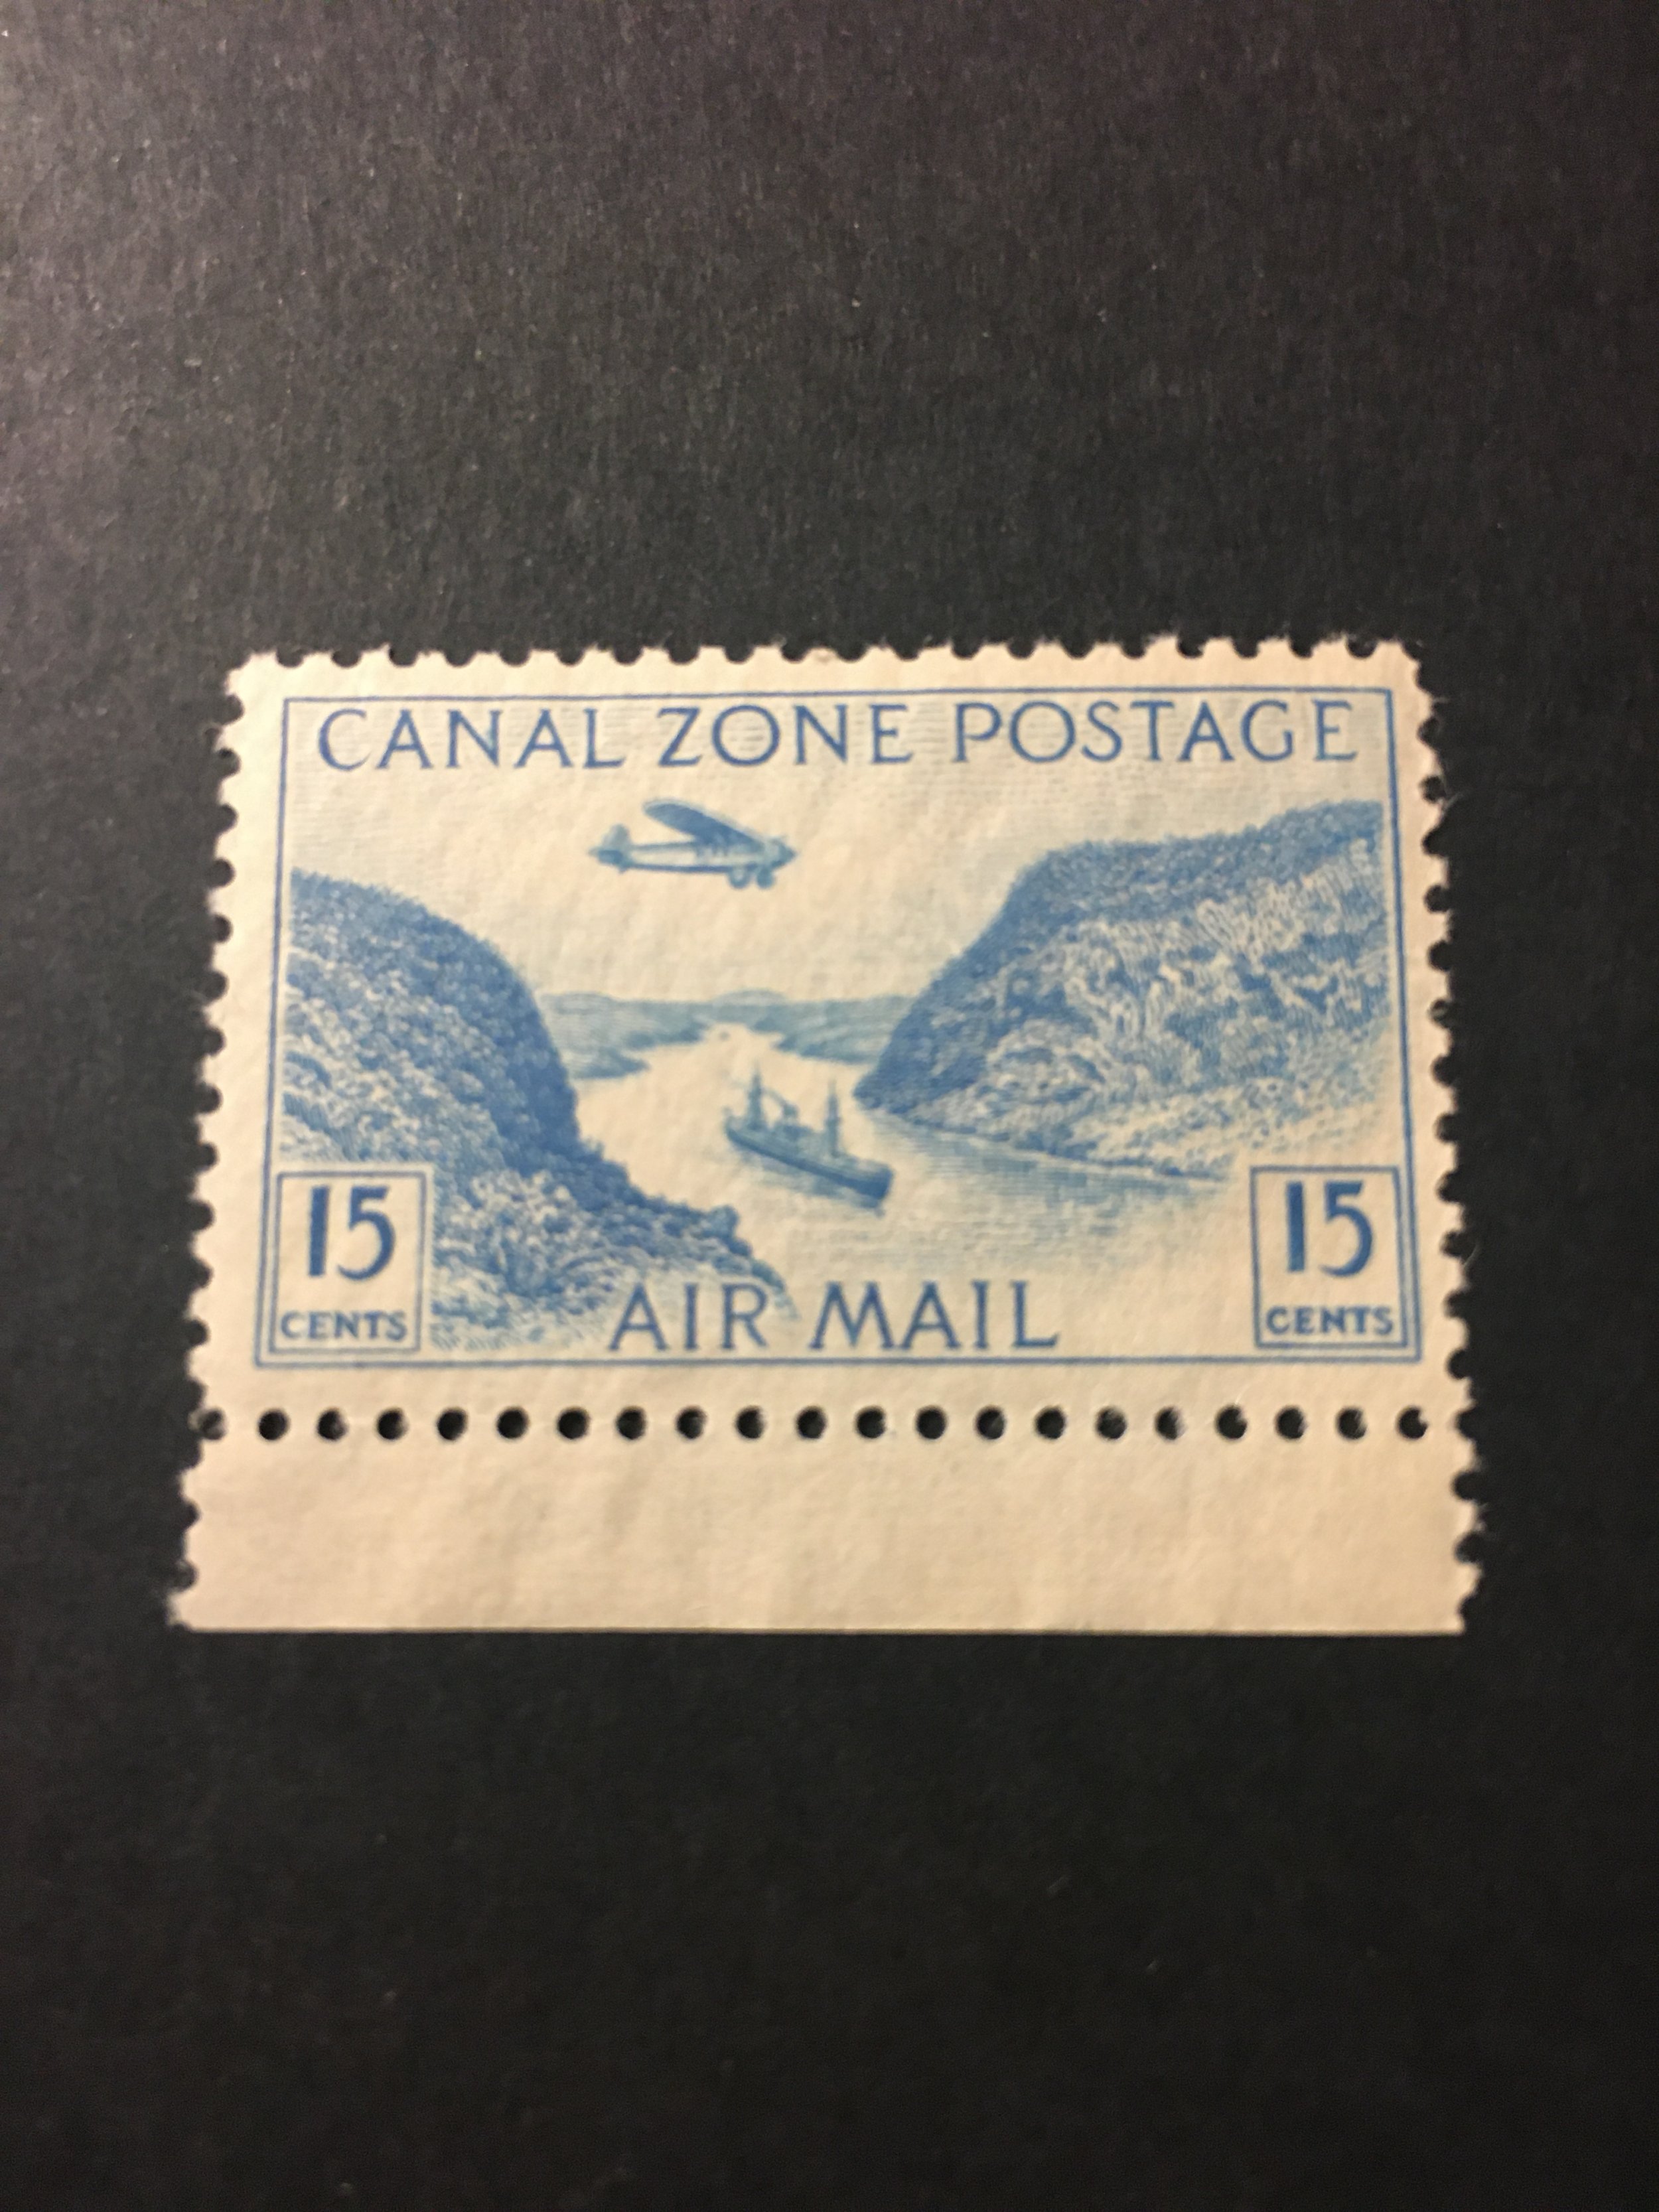 CANAL ZONE POSTAGE
15
CENTS
AIR MAIL
15
CENTS